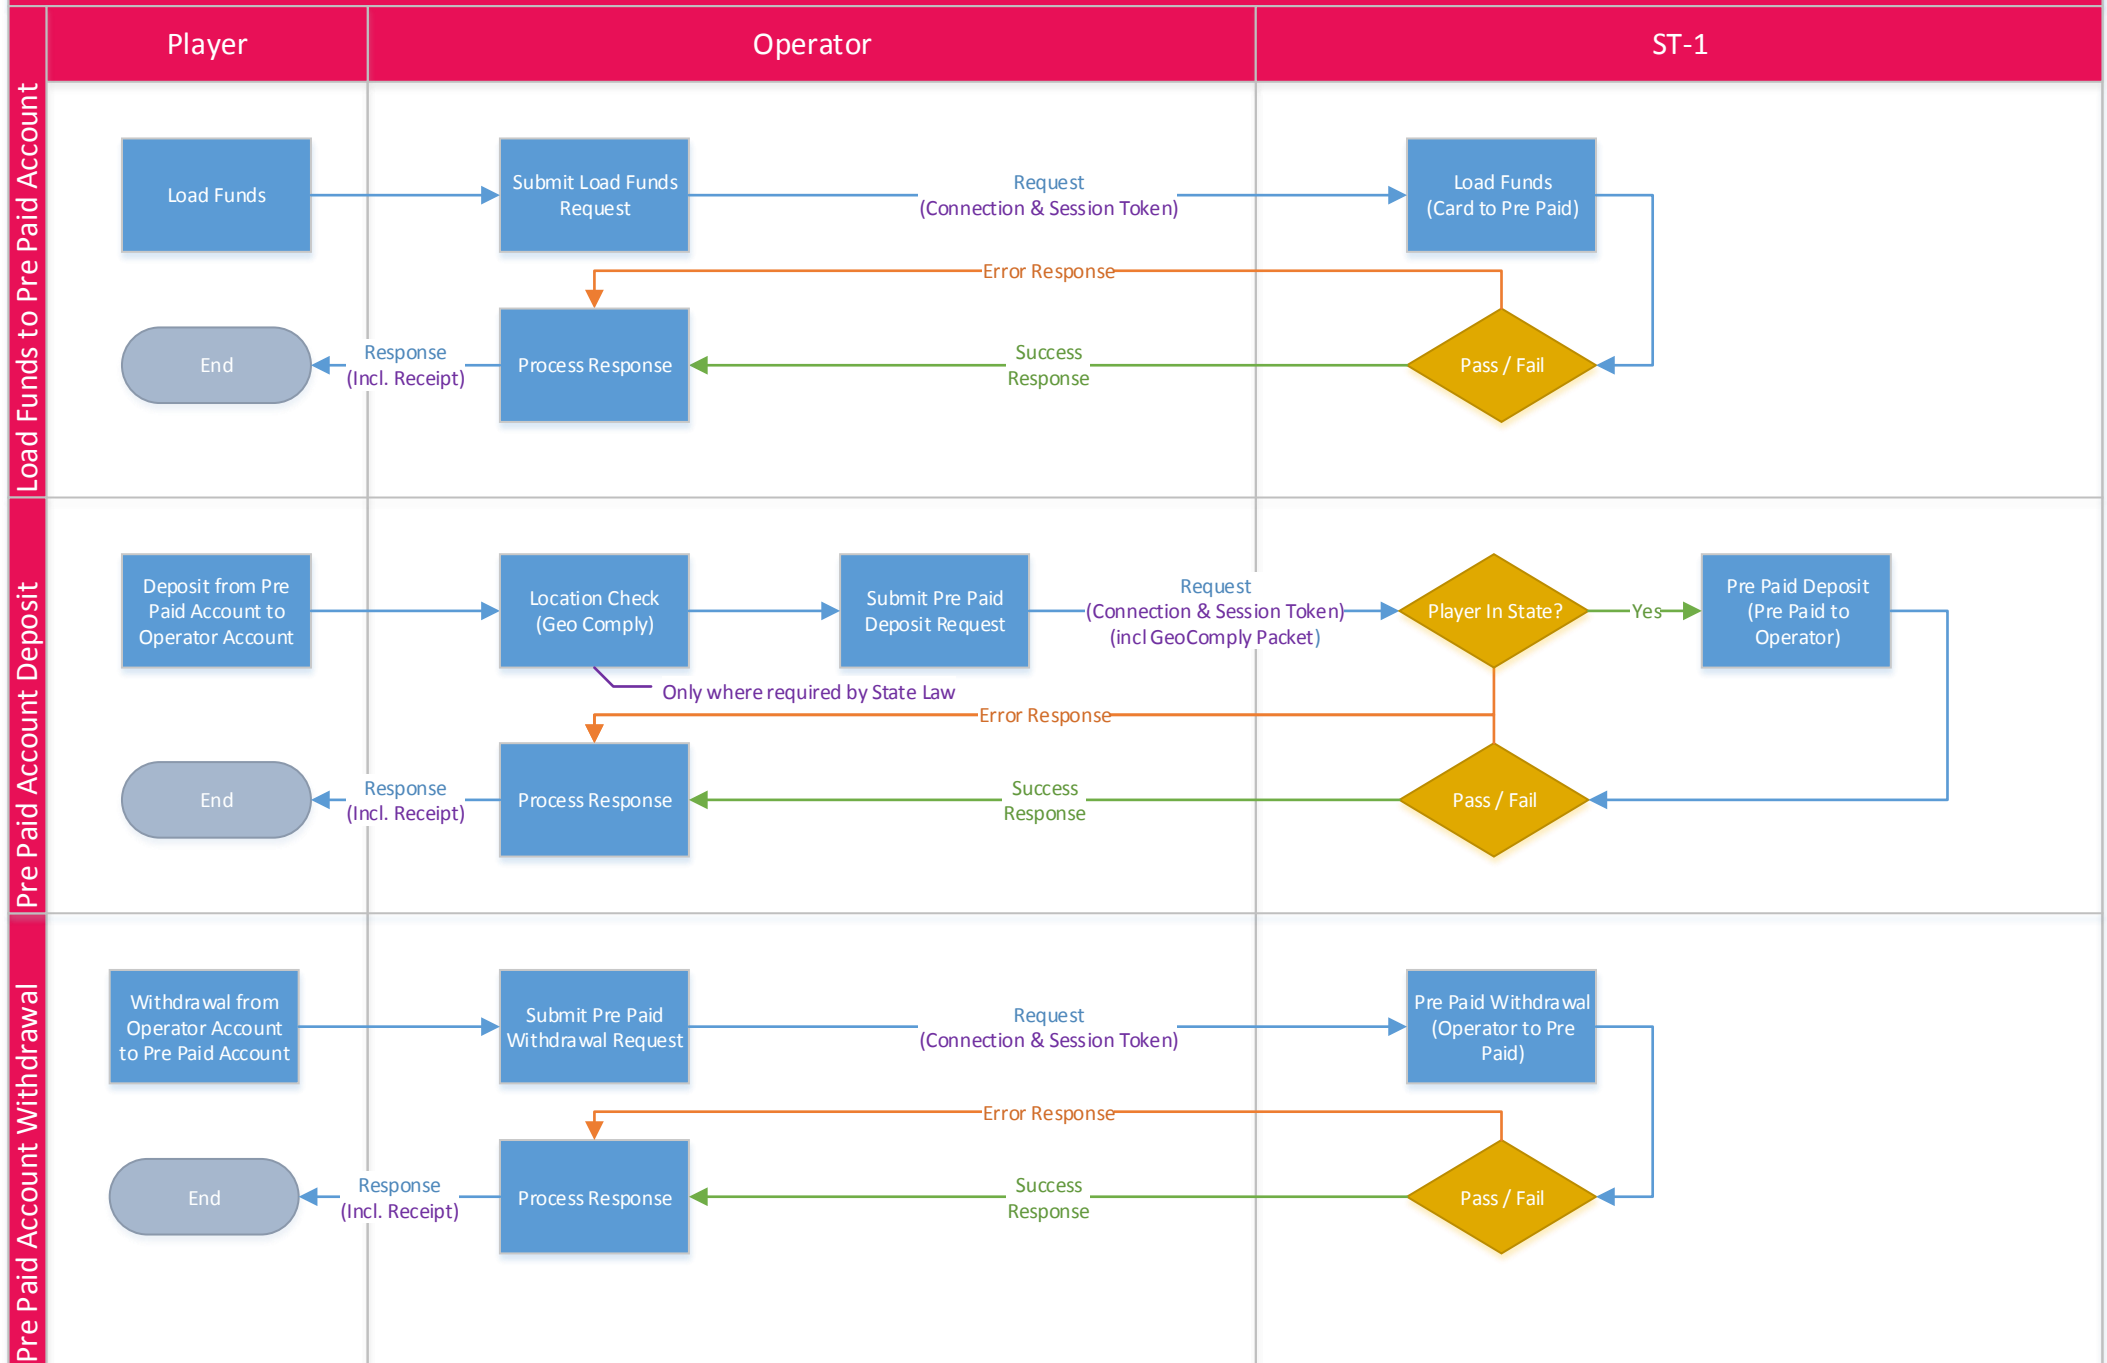 Player
Operator
ST-1
Load Funds to Pre Paid Account
Load Funds
Submit Load Funds
Request
Request
(Connection & Session Token)
Load Funds
(Card to Pre Paid)
Error Response
End
Response
(Incl. Receipt)
Process Response
Success
Response
Pass / Fail
Pre Paid Account Deposit
Deposit from Pre
Paid Account to
Operator Account
Location Check
(Geo Comply)
Submit Pre Paid
Deposit Request
Request
(Connection & Session Token)
(incl GeoComply Packet)
Player In State?
Yes
Pre Paid Deposit
(Pre Paid to
Operator)
Only where required by State Law
Error Response
End
Response
(Incl. Receipt)
Process Response
Success
Response
Pass / Fail
Pre Paid Account Withdrawal
Withdrawal from
Operator Account
to Pre Paid Account
Submit Pre Paid
Withdrawal Request
Request
(Connection & Session Token)
Pre Paid Withdrawal
(Operator to Pre
Paid)
Error Response
End
Response
(Incl. Receipt)
Process Response
Success
Response
Pass / Fail